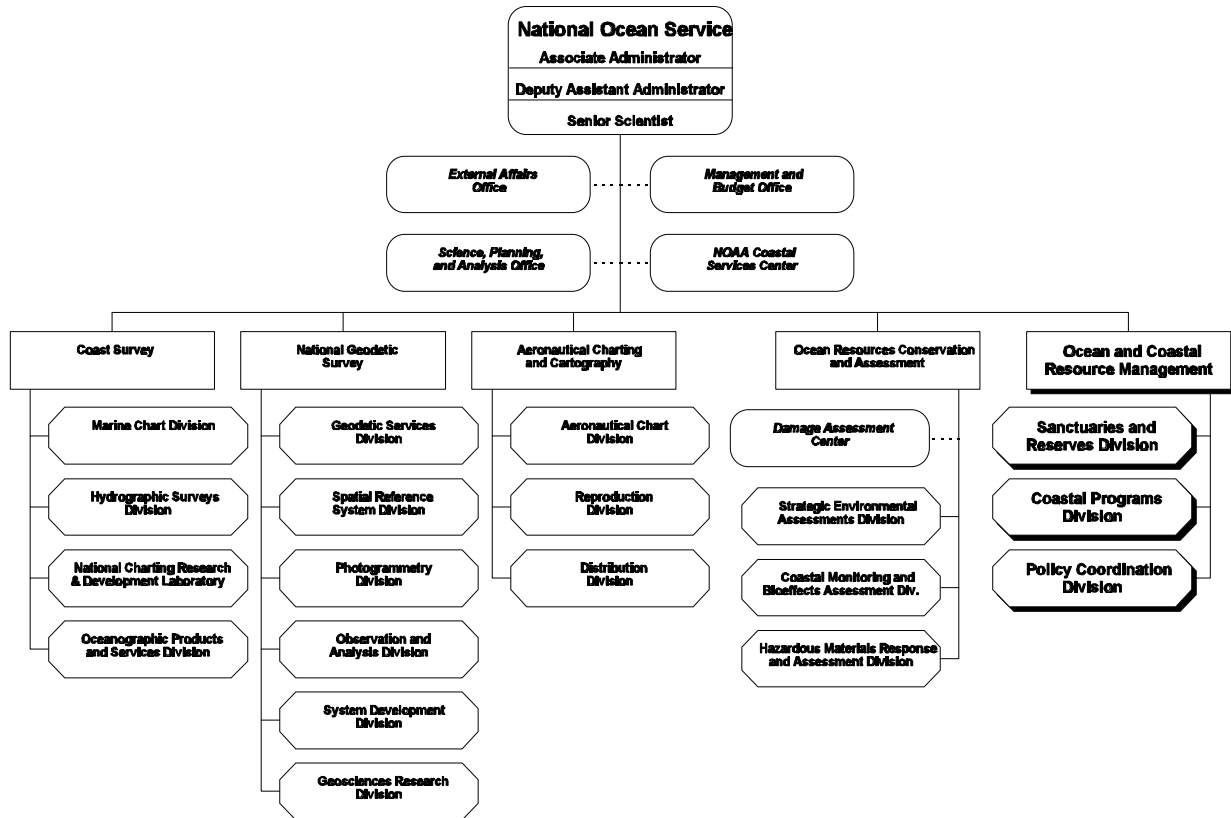 National Ocean Service
Associate Administrator
Deputy Assistant Administrator
Senior Scientist
External Affairs
Office
Management and
Budget Office
Science, Planning,
and Analysis Office
NOAA Coastal
Services Center
Coast Survey
National Geodetic
Survey
Aeronautical Charting
and Cartography
Ocean Resources Conservation
and Assessment
Ocean and Coastal
Resource Management
Marine Chart Division
Hydrographic Surveys
Division
National Charting Research
& Development Laboratory
Oceanographic Products
and Services Division
Geodetic Services
Division
Spatial Reference
System Division
Photogrammetry
Division
Observation and
Analysis Division
System Development
Division
Geosciences Research
Division
Aeronautical Chart
Division
Reproduction
Division
Distribution
Division
Damage Assessment
Center
Strategic Environmental
Assessments Division
Coastal Monitoring and
Bioeffects Assessment Div.
Hazardous Materials Response
and Assessment Division
Sanctuaries and
Reserves Division
Coastal Programs
Division
Policy Coordination
Division